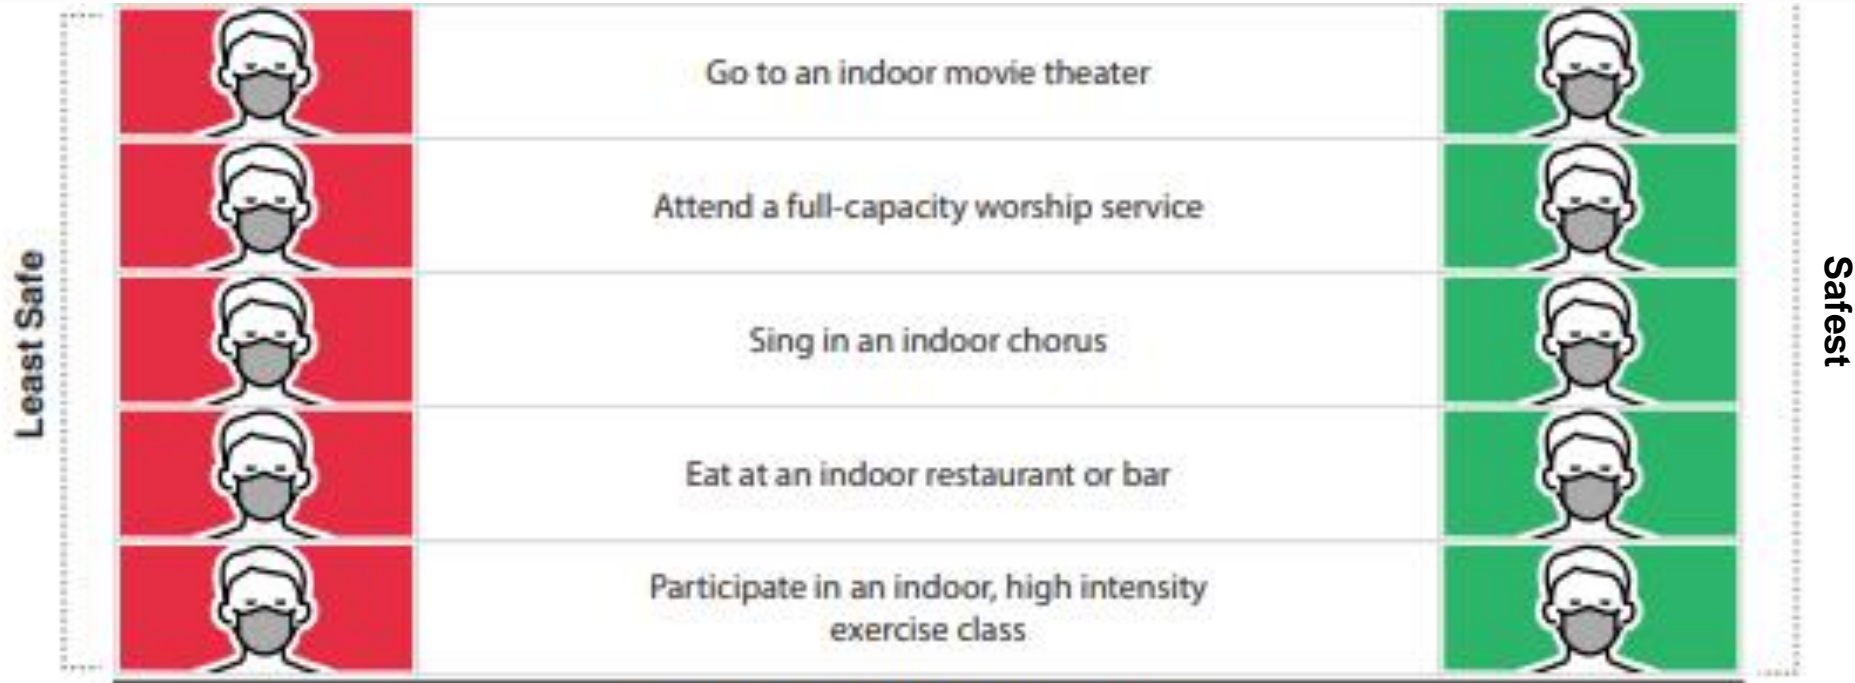 Least Safe
Go to an indoor movie theater
Attend a full-capacity worship service
Sing in an indoor chorus
Eat at an indoor restaurant or bar
Participate in an indoor, high intensity
exercise class
Safest